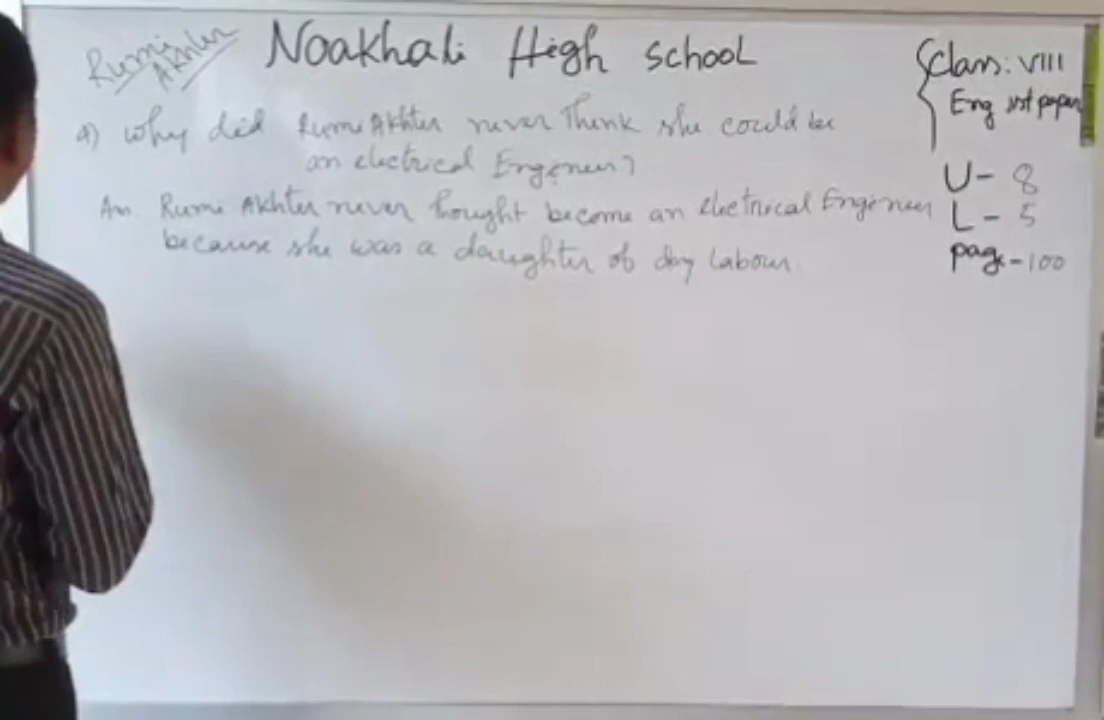 Rumi Akhter
Noakhali High school
Class: VIII
Eng 1st paper
U- 8
L - 5
page-100
a) why did Rumi Akhter never Think she could be
an electrical Engineer?
An. Rumi Akhter never thought become an electrical Engineer
because she was a daughter of day labour.